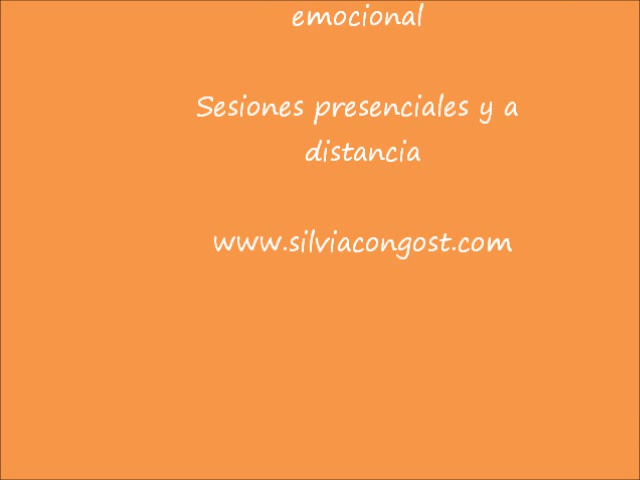 emocional
Sesiones presenciales y a
distancia
www.silviacongost.com